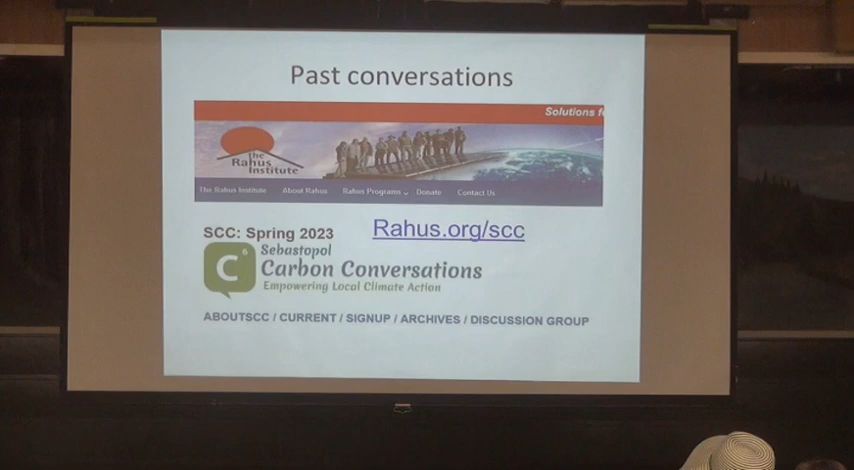 Past conversations
Solutions f
The
Rahus
Institute
The Rahus Institute About Rahus Rahus Programs Donate Contact Us
SCC: Spring 2023 Rahus.org/scc
C6 Sebastopol
Carbon Conversations
Empowering Local Climate Action
ABOUTSCC / CURRENT / SIGNUP / ARCHIVES / DISCUSSION GROUP